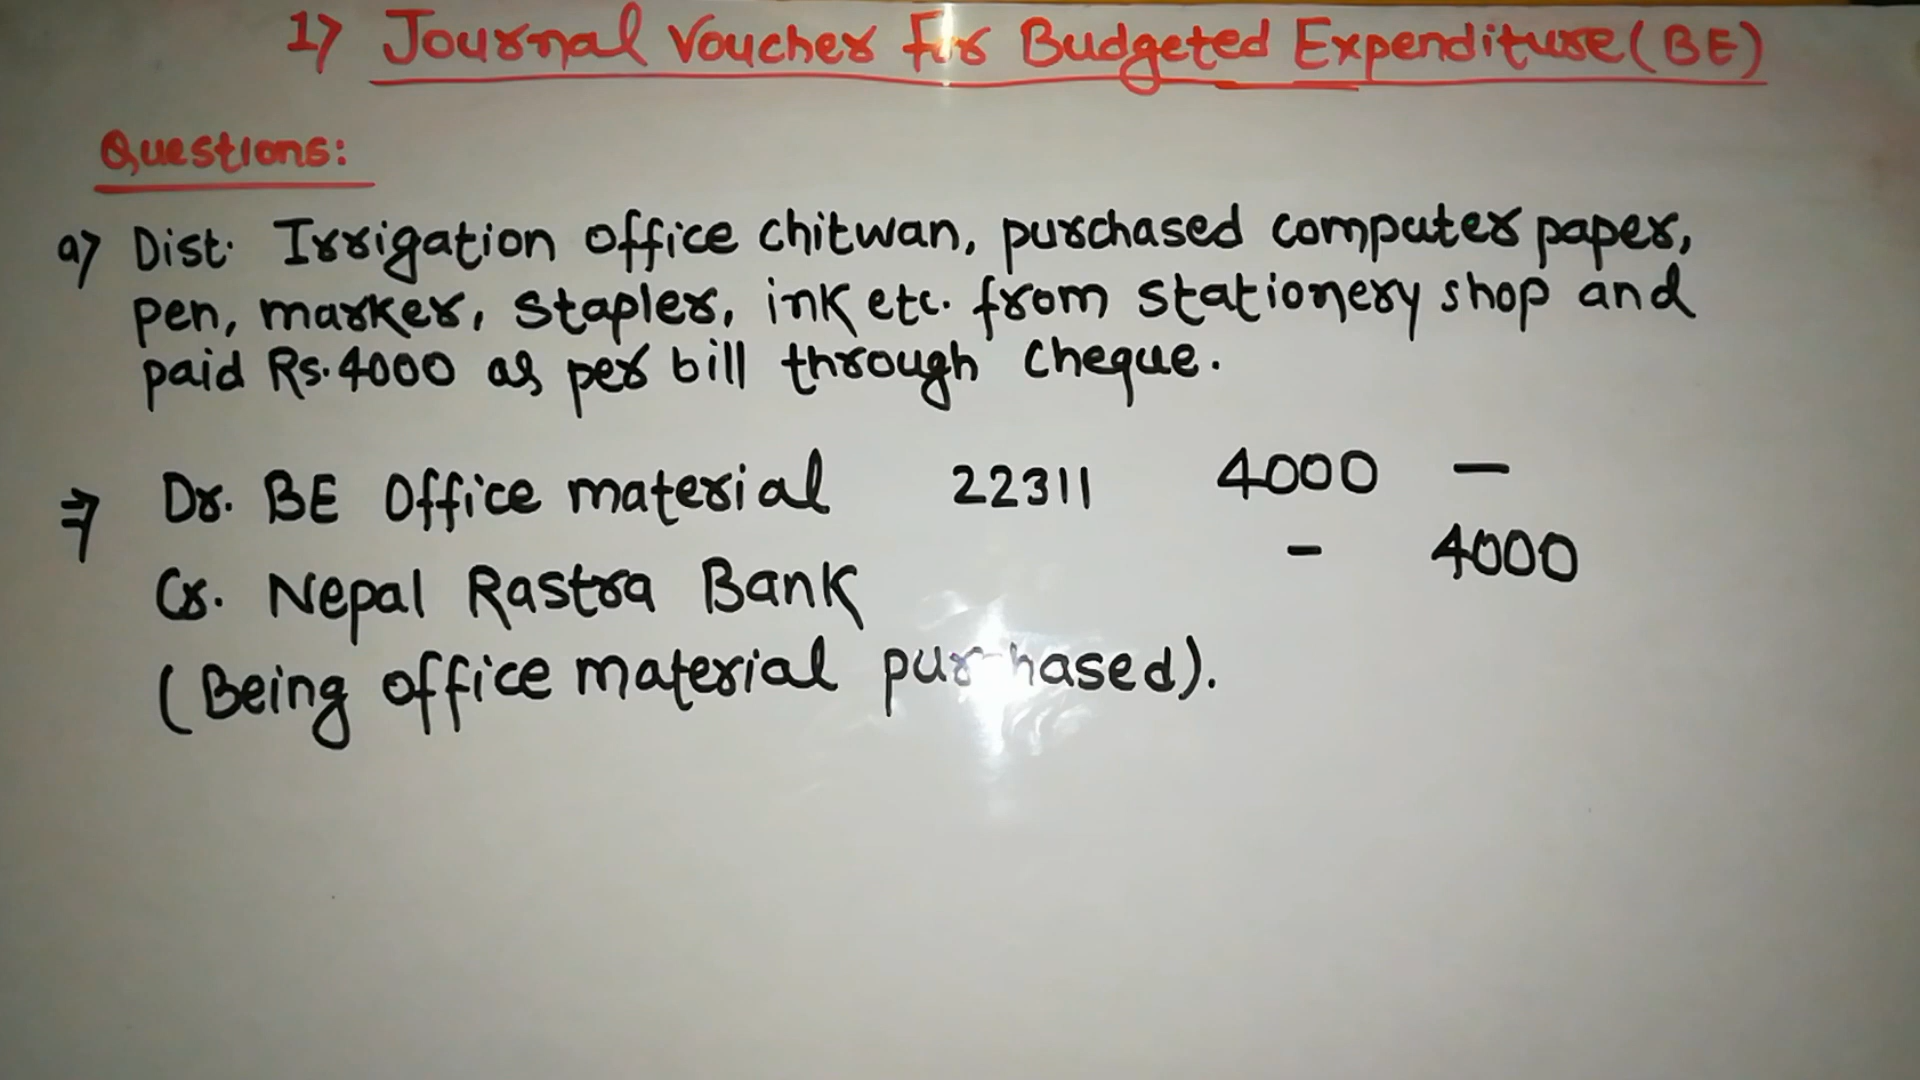 1) Journal Voucher For Budgeted Expenditure (BE)
Questions:
a) Dist. Irrigation office chitwan, purchased computer paper,
pen, marker, stapler, ink etc. from stationery shop and
paid Rs. 4000 as per bill through cheque.
⇒ Dr. BE Office material 22311 4000 —
Cr. Nepal Rastra Bank - 4000
(Being office material purchased).